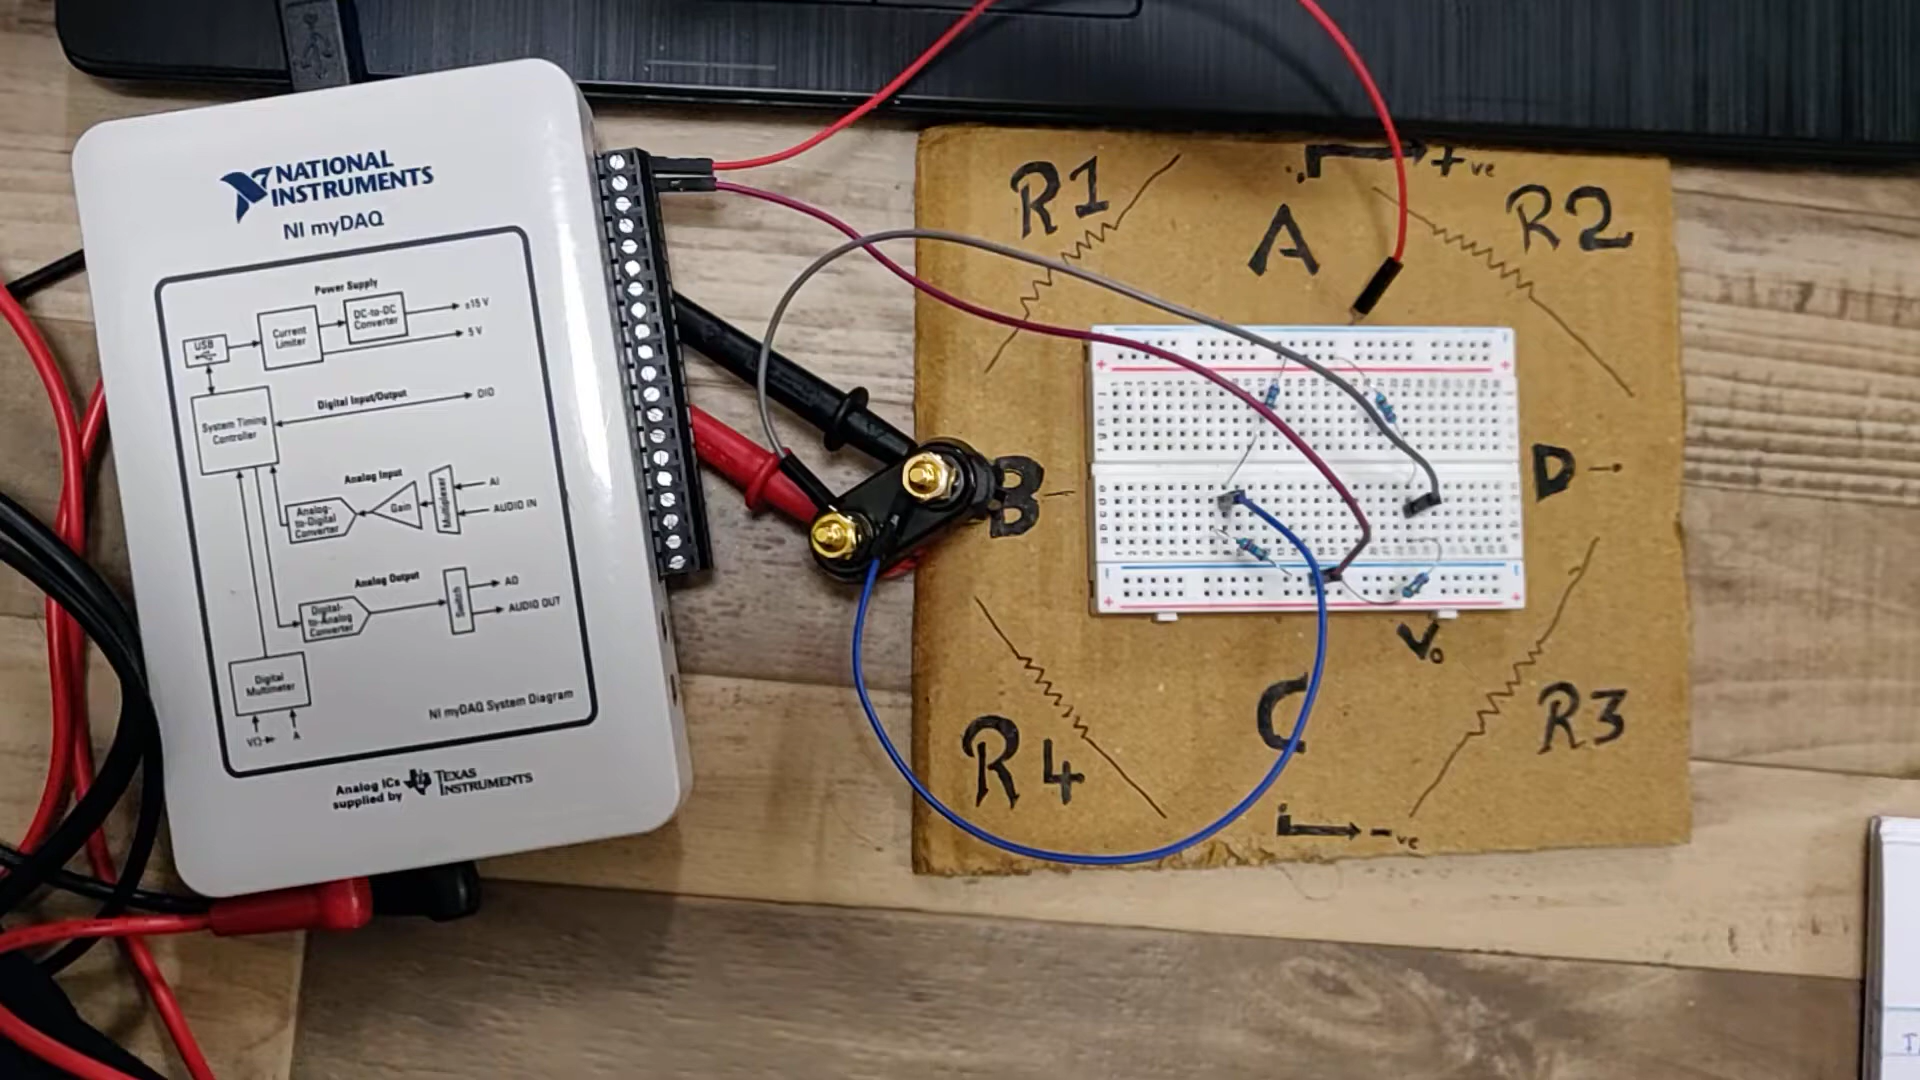 NATIONAL
INSTRUMENTS
NI myDAQ
Power Supply
DC-to-DC
Converter
±15 V
Current
Limiter
5 V
USB
System Timing
Controller
Digital Input/Output
DIO
Analog Input
Analog-
to-Digital
Converter
Gain
Multiplexer
AI
AUDIO IN
Analog Output
Digital-
to-Analog
Converter
Switch
AO
AUDIO OUT
Digital
Multimeter
VΩ
A
NI myDAQ System Diagram
Analog ICs
supplied by
TEXAS
INSTRUMENTS
R1
A
+ve
R2
B
D
Vo
R4
C
R3
-ve